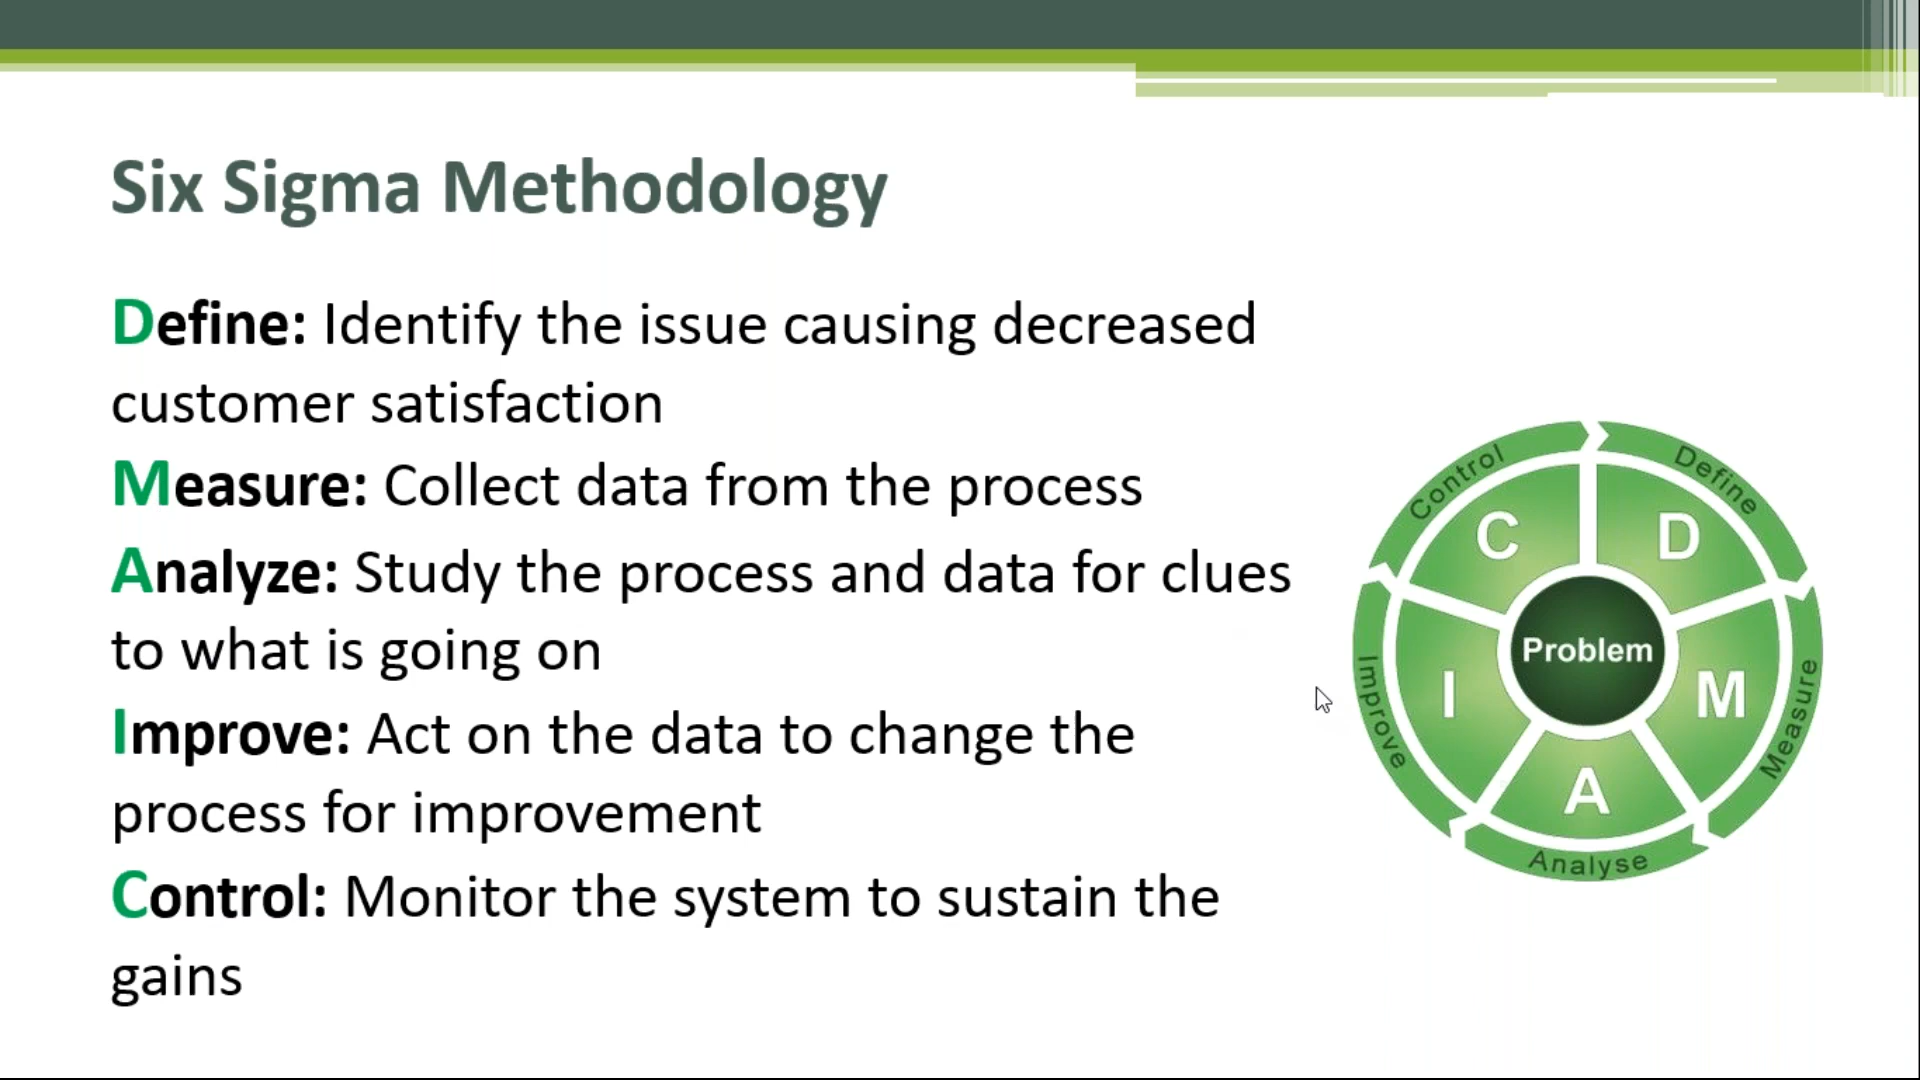 Six Sigma Methodology
Define: Identify the issue causing decreased
customer satisfaction
Measure: Collect data from the process
Analyze: Study the process and data for clues
to what is going on
Improve: Act on the data to change the
process for improvement
Control: Monitor the system to sustain the
gains
Control
Define
C
D
Problem
Improve
I
M
Measure
A
Analyse